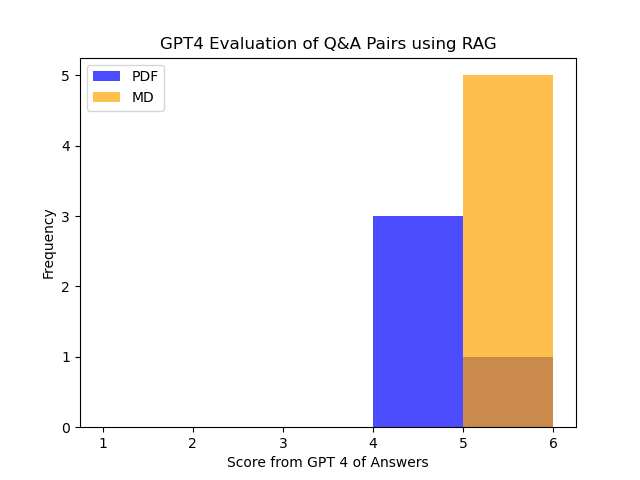 GPT4 Evaluation of Q&A Pairs using RAG
PDF
MD
5
4
3
2
1
0
Frequency
1 2 3 4 5 6
Score from GPT 4 of Answers